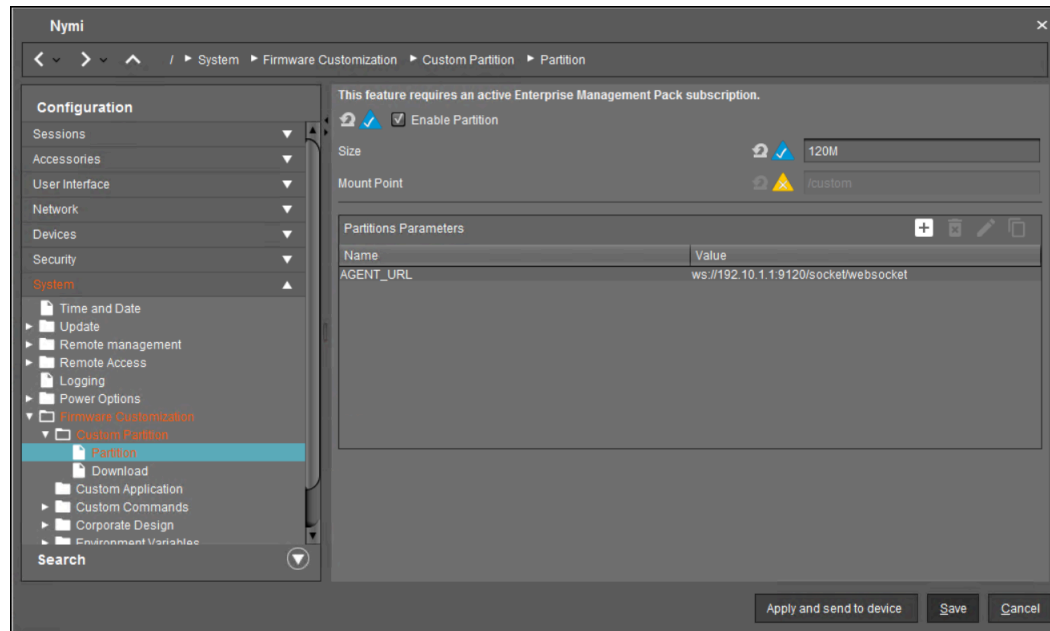 Nymi
/ System Firmware Customization Custom Partition Partition
Configuration
Sessions
Accessories
User Interface
Network
Devices
Security
System
Time and Date
Update
Remote management
Remote Access
Logging
Power Options
Firmware Customization
Custom Partition
Partition
Download
Custom Application
Custom Commands
Corporate Design
Environment Variables
Search
This feature requires an active Enterprise Management Pack subscription.
Enable Partition
Size 120M
Mount Point /custom
Partitions Parameters
Name Value
AGENT_URL ws://192.10.1.1:9120/socket/websocket
Apply and send to device Save Cancel